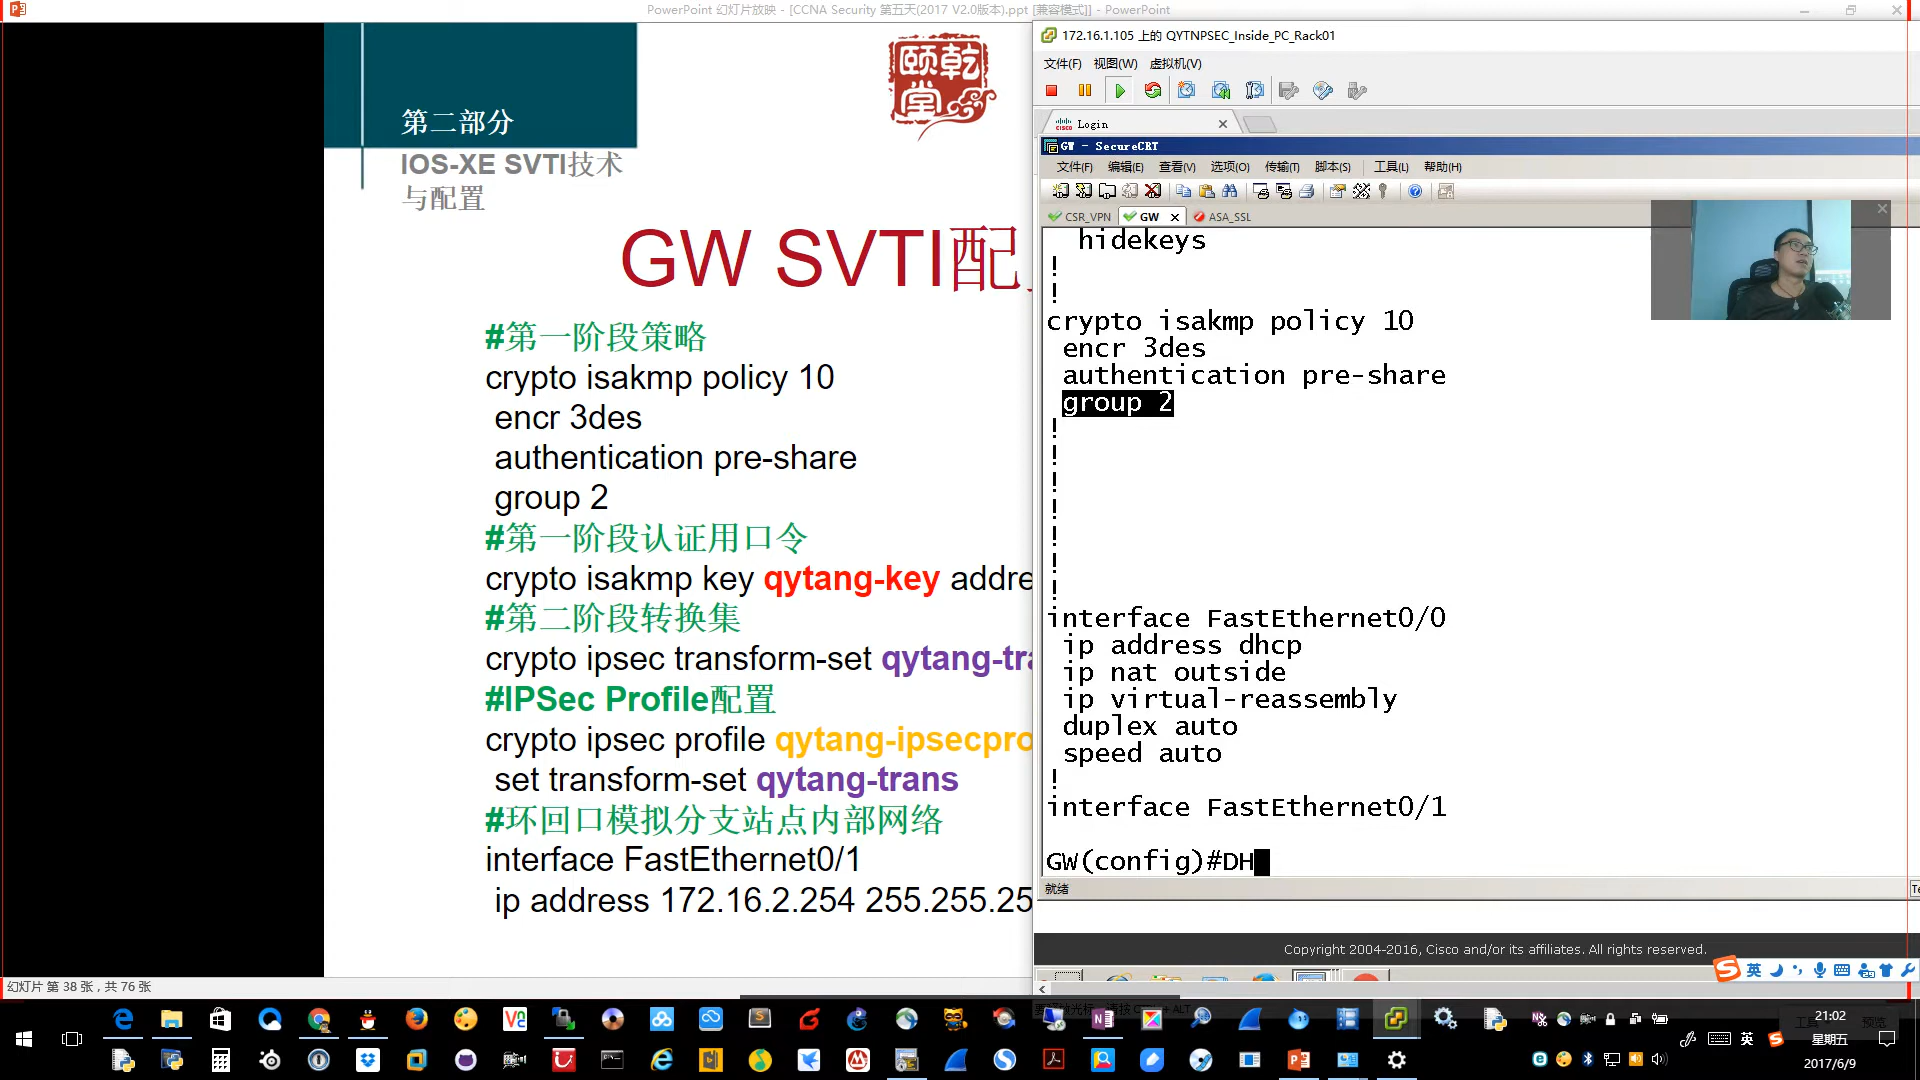 PowerPoint 幻灯片放映 - [CCNA Security 第五天(2017 V2.0版本).ppt [兼容模式]] - PowerPoint
第二部分
IOS-XE SVTI技术
与配置
颐乾堂
GW SVTI配
#第一阶段策略
crypto isakmp policy 10
encr 3des
authentication pre-share
group 2
#第一阶段认证用口令
crypto isakmp key qytang-key addre
#第二阶段转换集
crypto ipsec transform-set qytang-tra
#IPSec Profile配置
crypto ipsec profile qytang-ipsecpro
set transform-set qytang-trans
#环回口模拟分支站点内部网络
interface FastEthernet0/1
ip address 172.16.2.254 255.255.25
幻灯片 第 38 张，共 76 张
172.16.1.105 上的 QYTNPSEC_Inside_PC_Rack01
文件(F) 视图(W) 虚拟机(V)
cisco Login
GW - SecureCRT
文件(F) 编辑(E) 查看(V) 选项(O) 传输(T) 脚本(S) 工具(L) 帮助(H)
CSR_VPN GW ASA_SSL
hidekeys
!
!
crypto isakmp policy 10
encr 3des
authentication pre-share
group 2
!
!
!
!
!
!
!
interface FastEthernet0/0
ip address dhcp
ip nat outside
ip virtual-reassembly
duplex auto
speed auto
!
interface FastEthernet0/1
GW(config)#DH
就绪
Te
Copyright 2004-2016, Cisco and/or its affiliates. All rights reserved.
英
英
21:02
星期五
2017/6/9